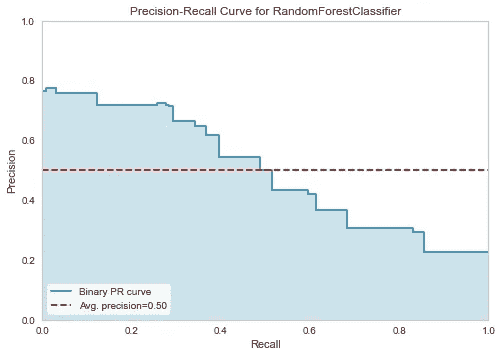 Precision-Recall Curve for RandomForestClassifier
1.0
0.8
0.6
0.4
0.2
0.0
Precision
Binary PR curve
Avg. precision=0.50
0.0 0.2 0.4 0.6 0.8 1.0
Recall